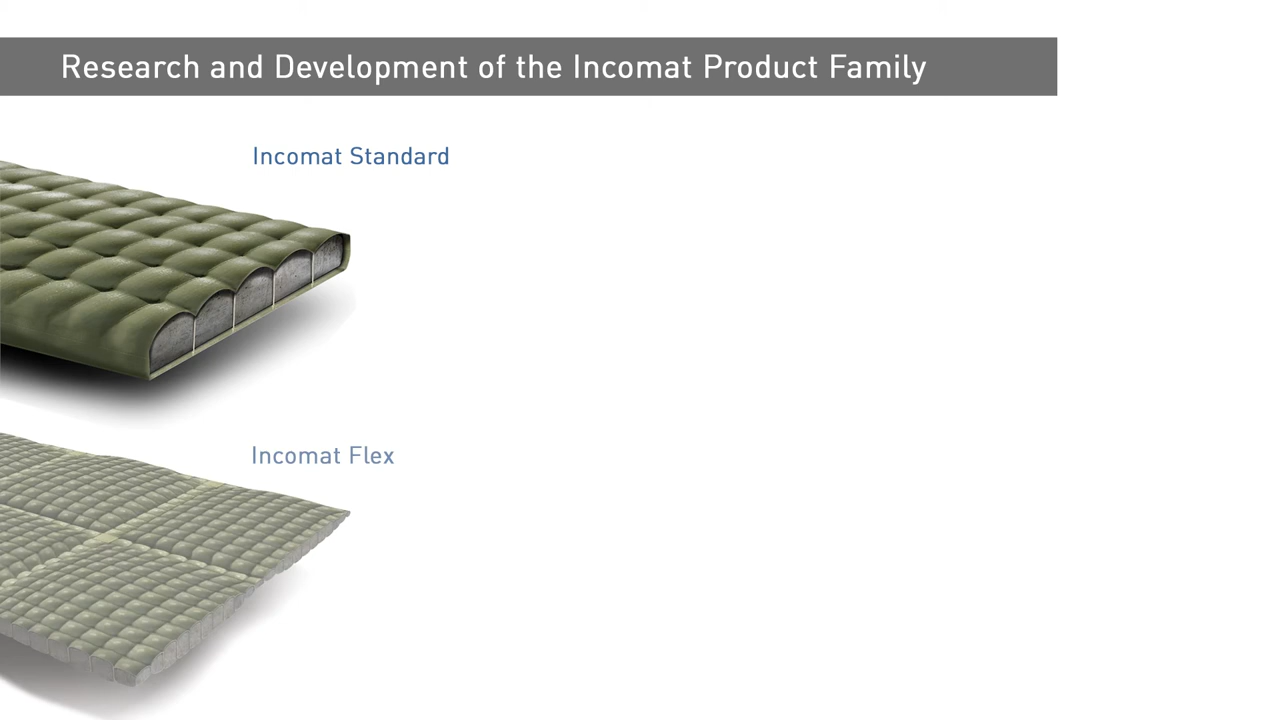 Research and Development of the Incomat Product Family
Incomat Standard
Incomat Flex